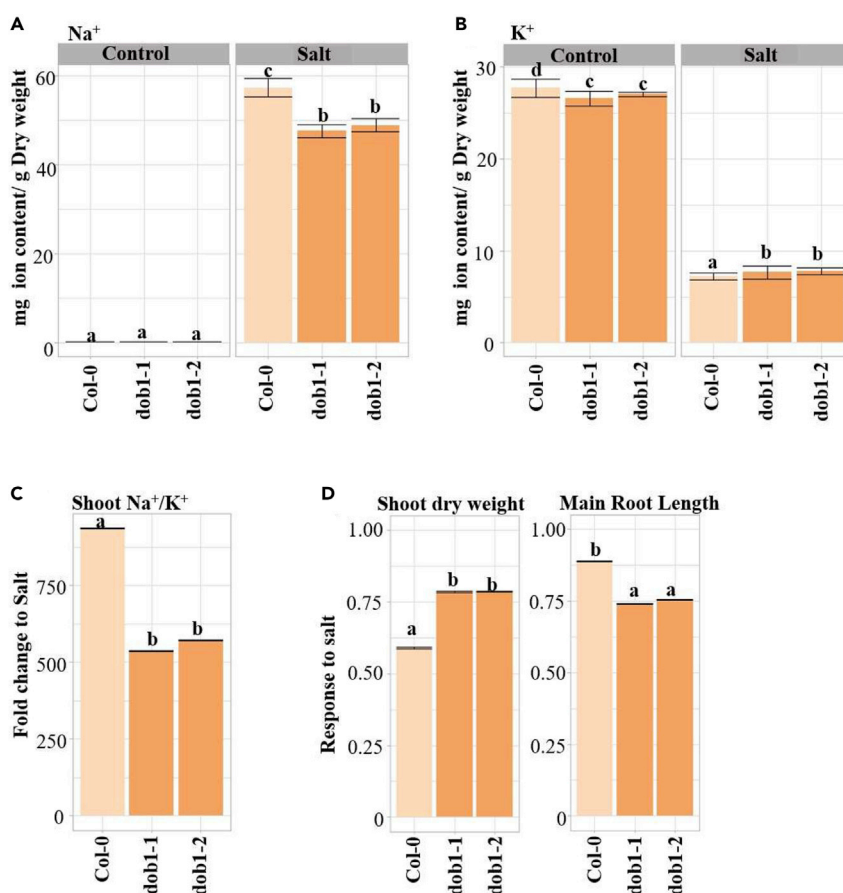 A
Na⁺
Control
Salt
mg ion content/ g Dry weight
60
40
20
0
a
a
a
c
b
b
Col-0
dob1-1
dob1-2
Col-0
dob1-1
dob1-2
B
K⁺
Control
Salt
mg ion content/ g Dry weight
30
20
10
0
d
c
c
a
b
b
Col-0
dob1-1
dob1-2
Col-0
dob1-1
dob1-2
C
Shoot Na⁺/K⁺
Fold change to Salt
750
500
250
0
a
b
b
Col-0
dob1-1
dob1-2
D
Shoot dry weight
Response to salt
1.00
0.75
0.50
0.25
0
a
b
b
Col-0
dob1-1
dob1-2
Main Root Length
1.00
0.75
0.50
0.25
0
b
a
a
Col-0
dob1-1
dob1-2